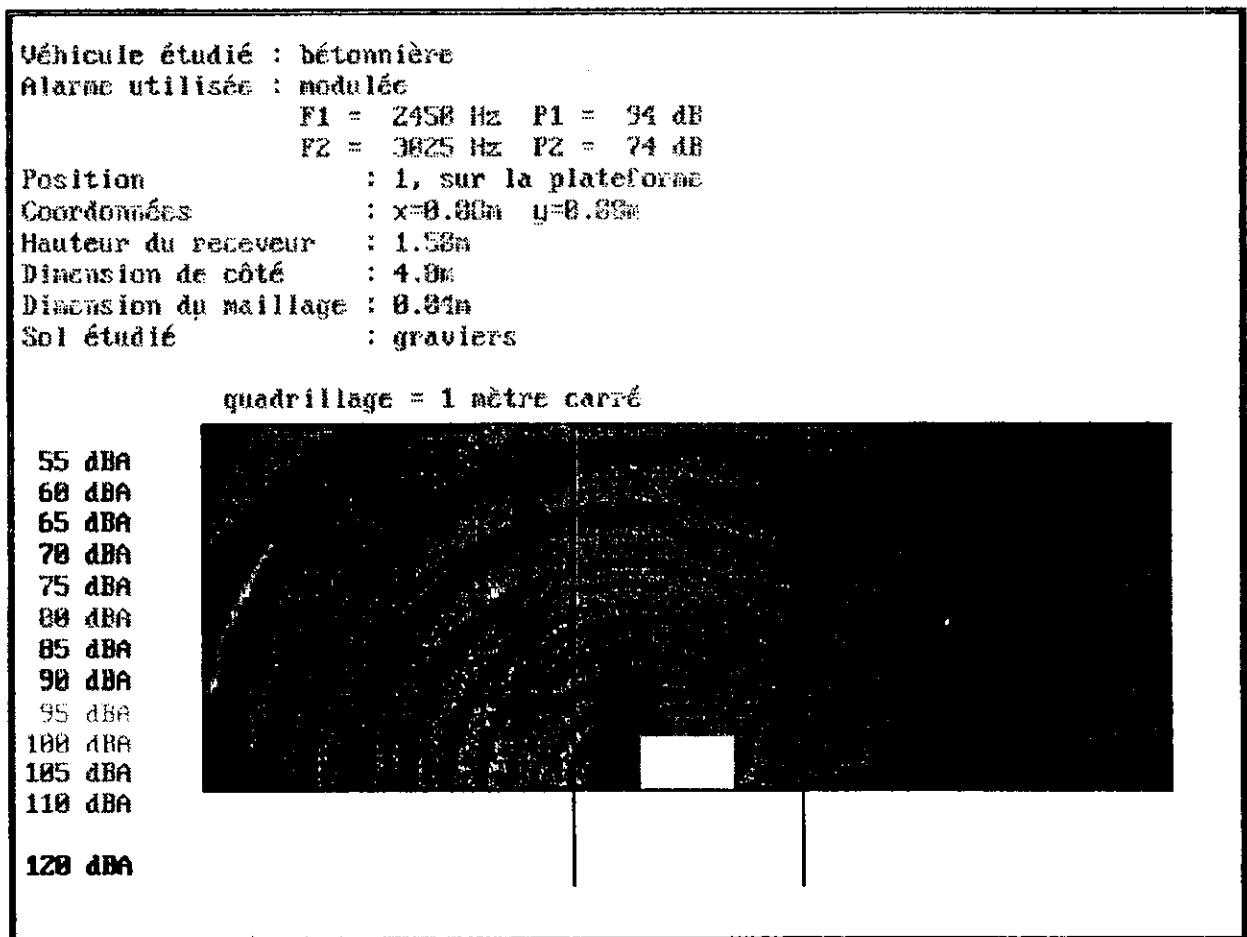 Véhicule étudié : bétonnière
Alarme utilisée : modulée
F1 = 2450 Hz P1 = 94 dB
F2 = 3025 Hz P2 = 74 dB
Position : 1, sur la plateforme
Coordonnées : x=0.00m y=0.00m
Hauteur du receveur : 1.50m
Dimension de côté : 4.0m
Dimension du maillage : 0.04m
Sol étudié : graviers
quadrillage = 1 mètre carré
55 dBA
60 dBA
65 dBA
70 dBA
75 dBA
80 dBA
85 dBA
90 dBA
95 dBA
100 dBA
105 dBA
110 dBA
120 dBA